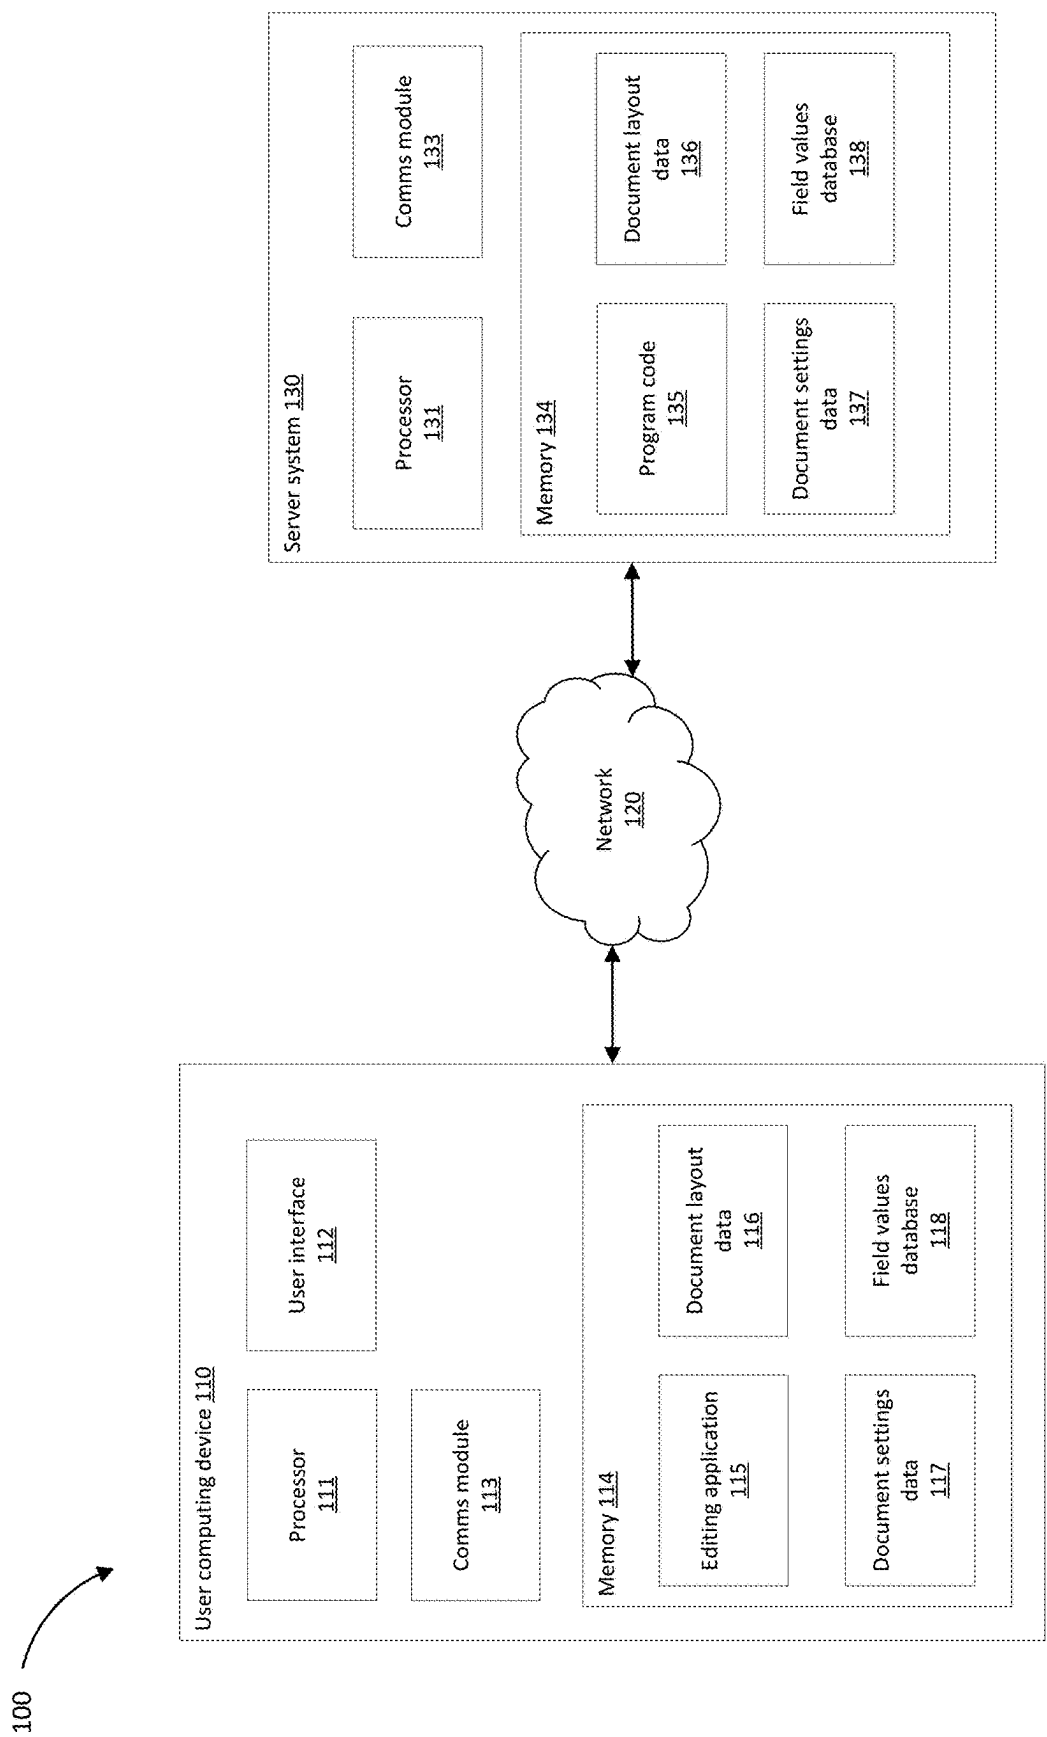 100
User computing device 110
Processor
111
User interface
112
Comms module
113
Memory 114
Editing application
115
Document layout
data
116
Document settings
data
117
Field values
database
118
Network
120
Server system 130
Processor
131
Comms module
133
Memory 134
Program code
135
Document layout
data
136
Document settings
data
137
Field values
database
138